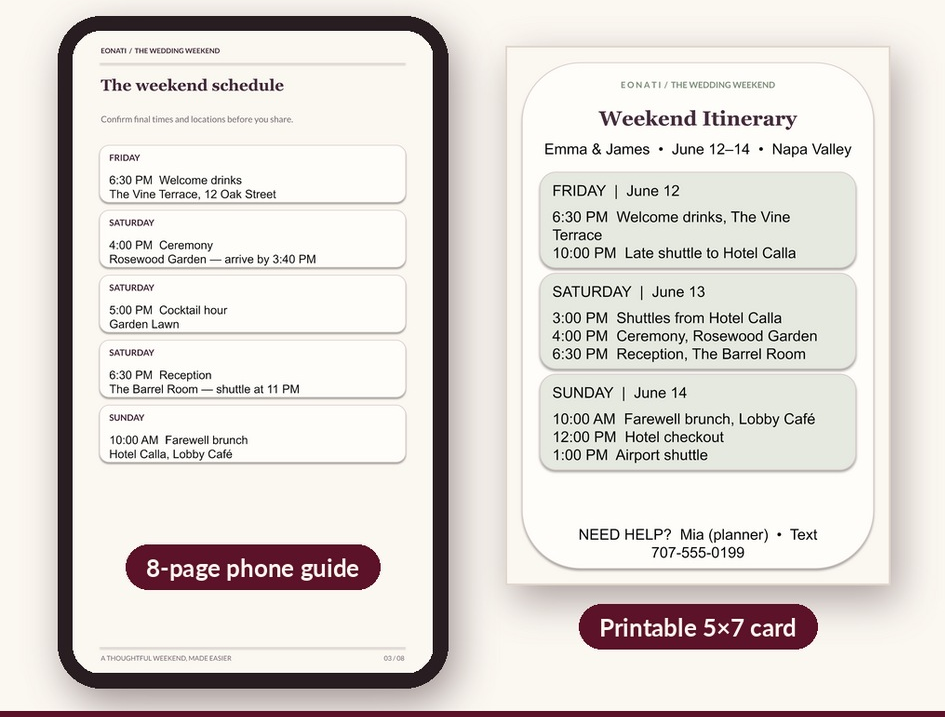 EONATI / THE WEDDING WEEKEND
The weekend schedule
Confirm final times and locations before you share.
FRIDAY
6:30 PM Welcome drinks
The Vine Terrace, 12 Oak Street
SATURDAY
4:00 PM Ceremony
Rosewood Garden — arrive by 3:40 PM
SATURDAY
5:00 PM Cocktail hour
Garden Lawn
SATURDAY
6:30 PM Reception
The Barrel Room — shuttle at 11 PM
SUNDAY
10:00 AM Farewell brunch
Hotel Calla, Lobby Café
8-page phone guide
A THOUGHTFUL WEEKEND, MADE EASIER
03 / 08
EONATI / THE WEDDING WEEKEND
Weekend Itinerary
Emma & James • June 12–14 • Napa Valley
FRIDAY | June 12
6:30 PM Welcome drinks, The Vine
Terrace
10:00 PM Late shuttle to Hotel Calla
SATURDAY | June 13
3:00 PM Shuttles from Hotel Calla
4:00 PM Ceremony, Rosewood Garden
6:30 PM Reception, The Barrel Room
SUNDAY | June 14
10:00 AM Farewell brunch, Lobby Café
12:00 PM Hotel checkout
1:00 PM Airport shuttle
NEED HELP? Mia (planner) • Text
707-555-0199
Printable 5×7 card